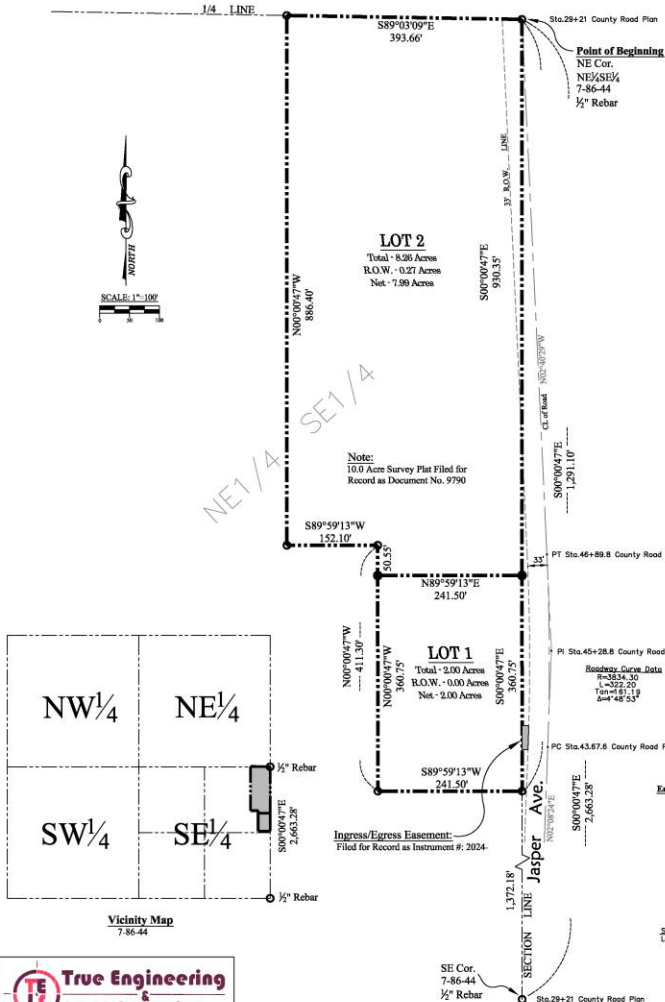 1/4 LINE
S89°03'09"E
393.66'
Sta.29+21 County Road Plan
Point of Beginning
NE Cor.
NE¼SE¼
7-86-44
½" Rebar
NORTH
SCALE: 1"=100'
LOT 2
Total - 8.26 Acres
R.O.W. - 0.27 Acres
Net - 7.99 Acres
33' R.O.W. LINE
S00°00'47"E
930.35'
N00°00'47"W
886.40'
CL of Road N02°40'29"W
NE1/4 SE1/4
S00°00'47"E
1,291.10'
Note:
10.0 Acre Survey Plat Filed for
Record as Document No. 9790
S89°59'13"W
152.10'
50.55'
33'
PT Sta.46+89.8 County Road
N89°59'13"E
241.50'
N00°00'47"W
411.30'
N00°00'47"W
360.75'
LOT 1
Total - 2.00 Acres
R.O.W. - 0.00 Acres
Net - 2.00 Acres
S00°00'47"E
360.75'
PI Sta.45+28.8 County Road
Roadway Curve Data
R=3834.30
L=322.20
Tan=161.19
Δ=4°48'53"
PC Sta.43.67.6 County Road
S89°59'13"W
241.50'
Ingress/Egress Easement:
Filed for Record as Instrument #: 2024-
Jasper Ave.
N02°08'24"E
S00°00'47"E
2,663.28'
1,372.18'
SECTION LINE
NW¼
NE¼
SW¼
SE¼
½" Rebar
S00°00'47"E
2,663.28'
½" Rebar
Vicinity Map
7-86-44
SE Cor.
7-86-44
½" Rebar
Sta.29+21 County Road Plan
True Engineering
&